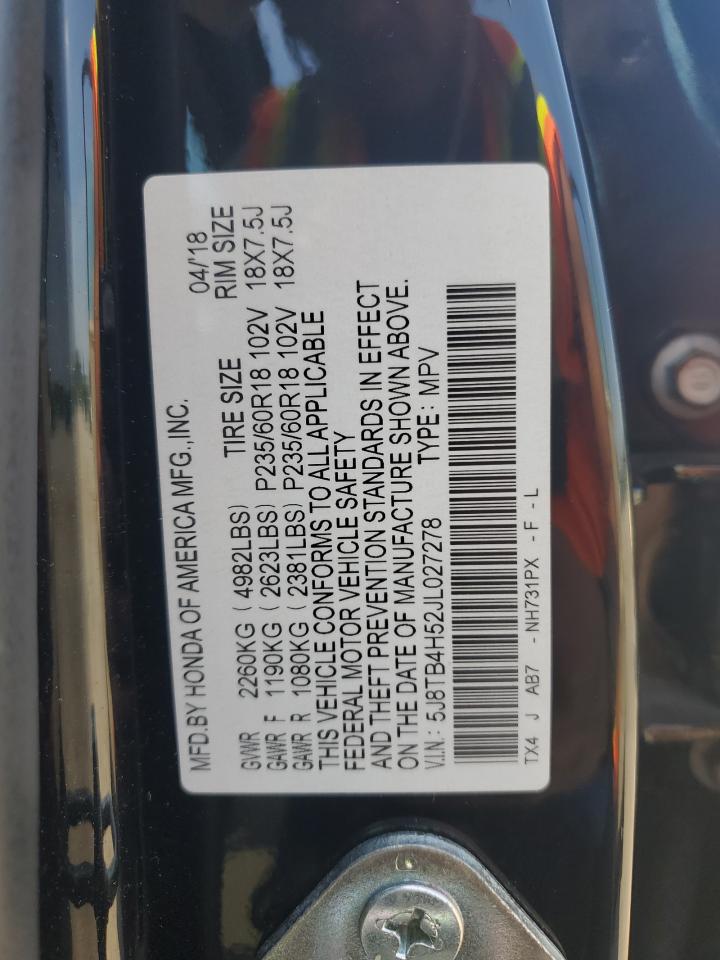 MFD.BY HONDA OF AMERICA MFG.,INC. 04/'18
GVWR 2260KG ( 4982LBS) TIRE SIZE RIM SIZE
GAWR F 1190KG ( 2623LBS) P235/60R18 102V 18X7.5J
GAWR R 1080KG ( 2381LBS) P235/60R18 102V 18X7.5J
THIS VEHICLE CONFORMS TO ALL APPLICABLE
FEDERAL MOTOR VEHICLE SAFETY
AND THEFT PREVENTION STANDARDS IN EFFECT
ON THE DATE OF MANUFACTURE SHOWN ABOVE.
V.I.N.: 5J8TB4H52JL027278 TYPE: MPV
TX4 J AB7 - NH731PX - F - L